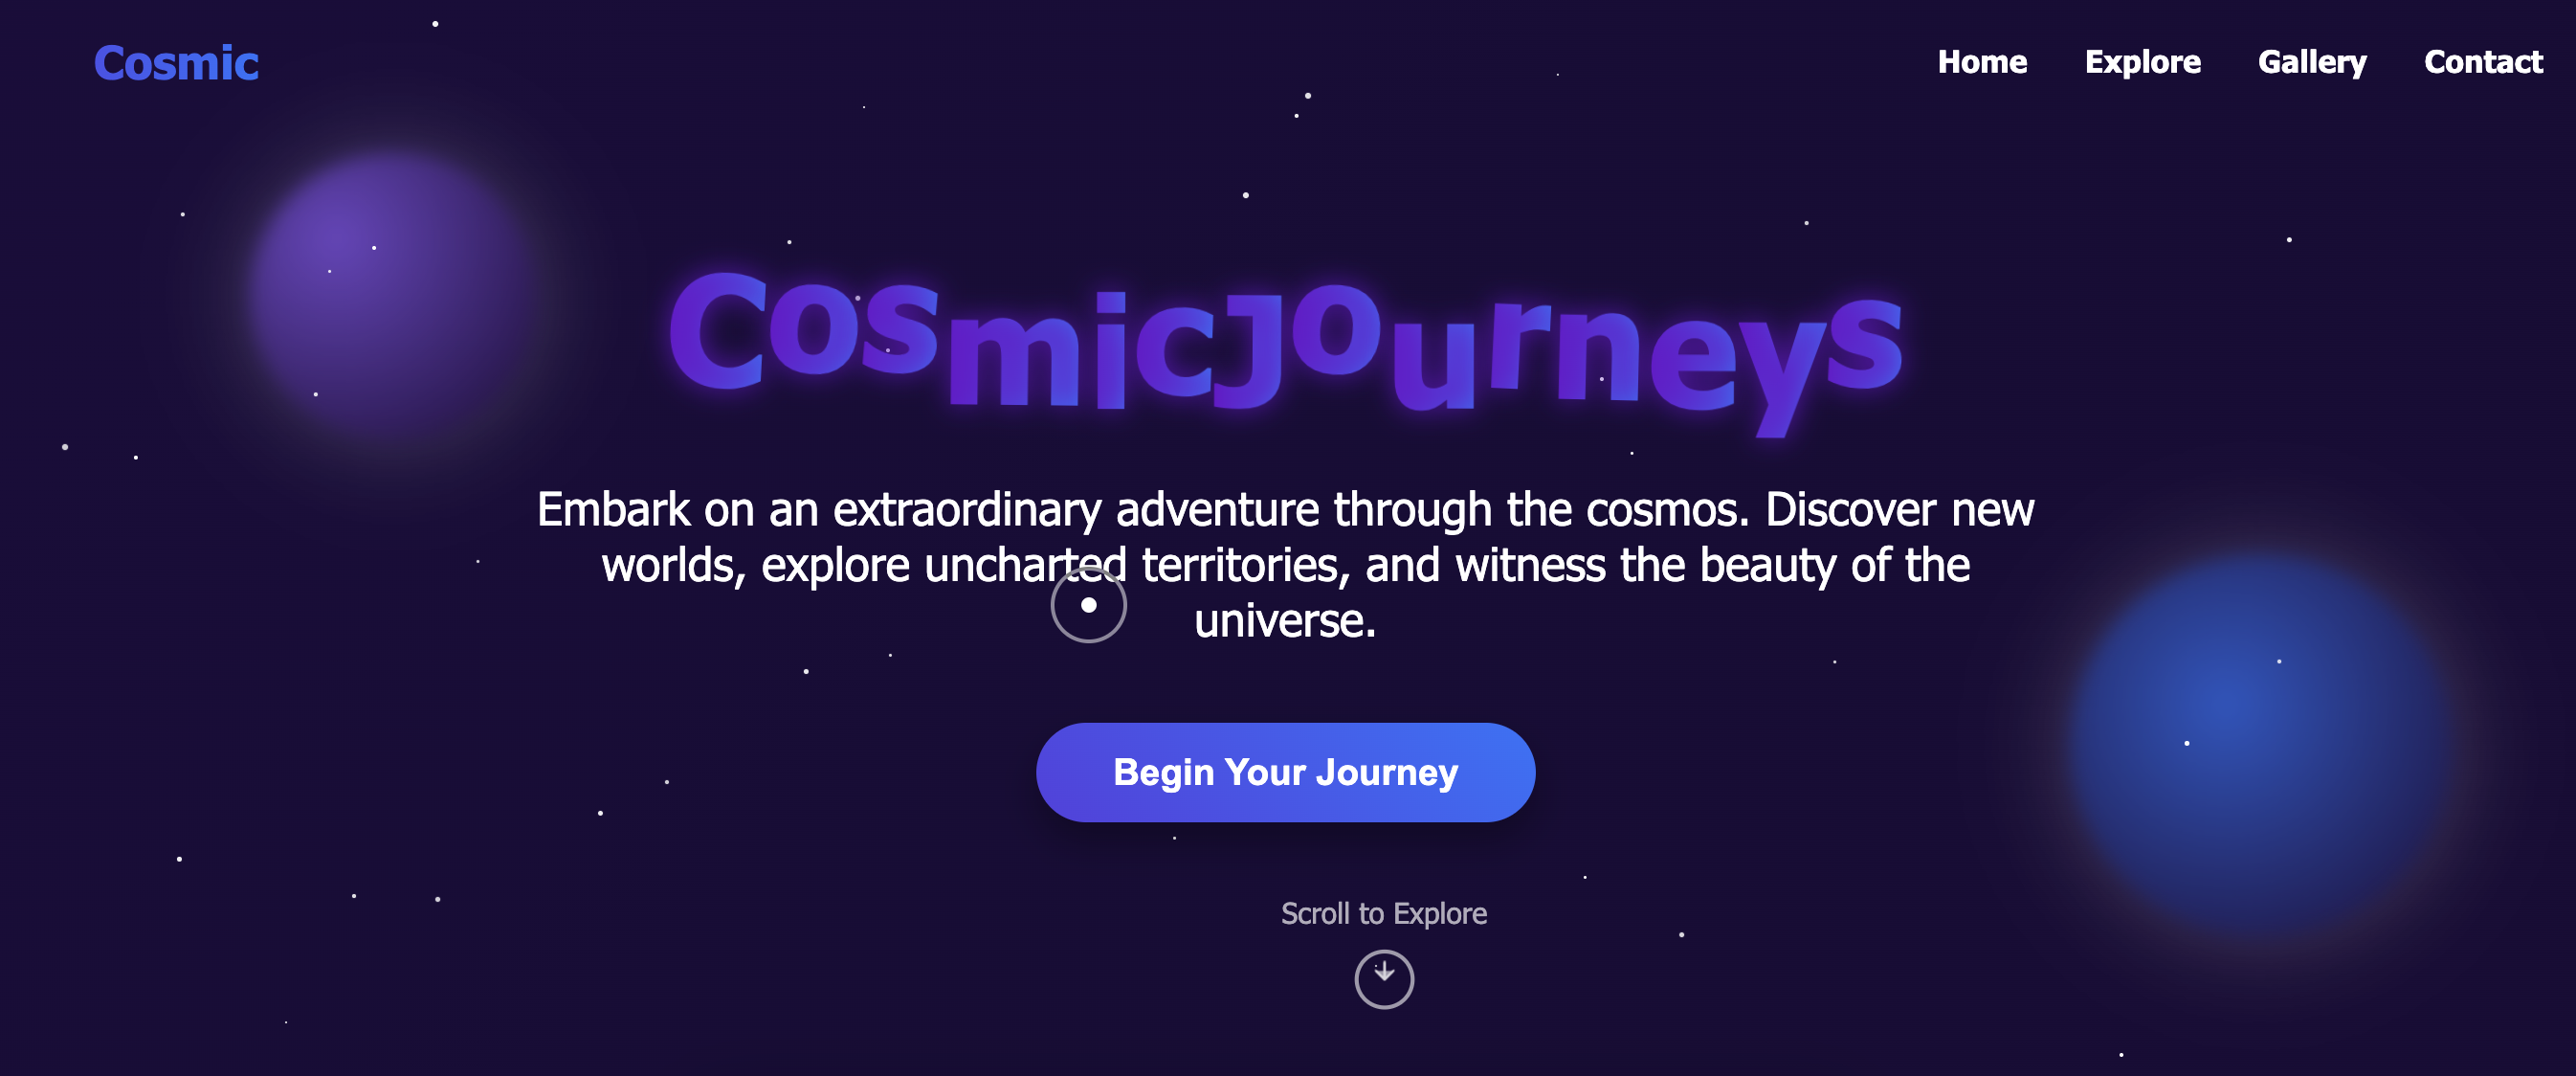 Cosmic
Home Explore Gallery Contact
CosmicJourneys
Embark on an extraordinary adventure through the cosmos. Discover new
worlds, explore uncharted territories, and witness the beauty of the
universe.
Begin Your Journey
Scroll to Explore